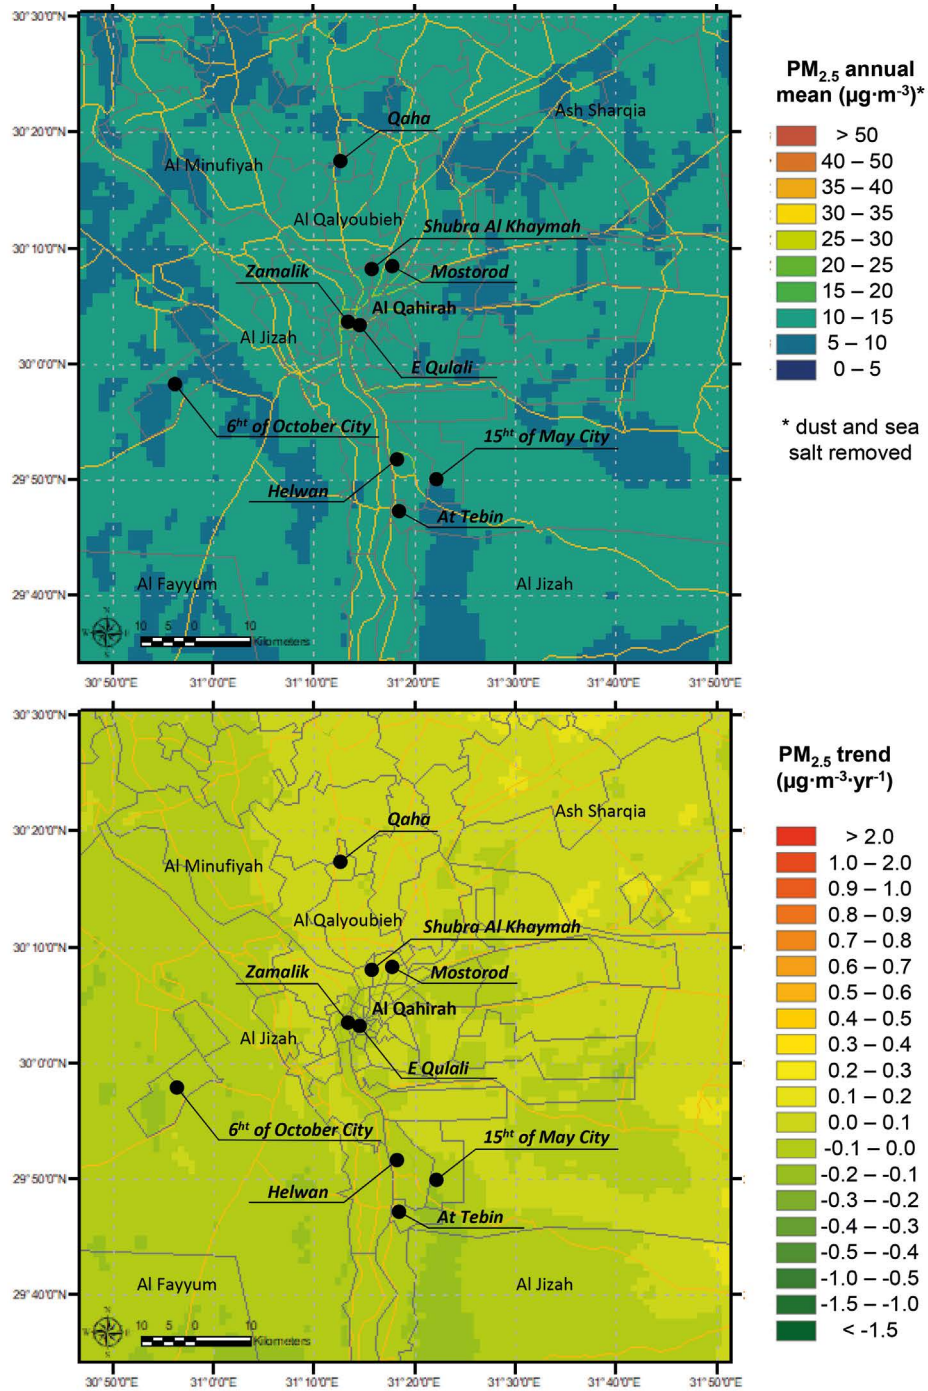 30°30'0"N
PM2.5 annual
mean (µg·m-3)*
> 50
40 – 50
35 – 40
30 – 35
25 – 30
20 – 25
15 – 20
10 – 15
5 – 10
0 – 5
* dust and sea
salt removed
Ash Sharqia
Qaha
30°20'0"N
Al Minufiyah
Al Qalyoubieh
Shubra Al Khaymah
30°10'0"N
Zamalik
Mostorod
Al Qahirah
Al Jizah
30°0'0"N
E Qulali
6ht of October City
15ht of May City
29°50'0"N
Helwan
At Tebin
Al Fayyum
Al Jizah
29°40'0"N
N
W
E
10 5 0 10
Kilometers
30°50'0"E 31°0'0"E 31°10'0"E 31°20'0"E 31°30'0"E 31°40'0"E 31°50'0"E
30°30'0"N
PM2.5 trend
(µg·m-3·yr-1)
> 2.0
1.0 – 2.0
0.9 – 1.0
0.8 – 0.9
0.7 – 0.8
0.6 – 0.7
0.5 – 0.6
0.4 – 0.5
0.3 – 0.4
0.2 – 0.3
0.1 – 0.2
0.0 – 0.1
-0.1 – 0.0
-0.2 – -0.1
-0.3 – -0.2
-0.4 – -0.3
-0.5 – -0.4
-1.0 – -0.5
-1.5 – -1.0
< -1.5
Ash Sharqia
Qaha
30°20'0"N
Al Minufiyah
Al Qalyoubieh
Shubra Al Khaymah
30°10'0"N
Zamalik
Mostorod
Al Qahirah
Al Jizah
30°0'0"N
E Qulali
6ht of October City
15ht of May City
29°50'0"N
Helwan
At Tebin
Al Fayyum
Al Jizah
29°40'0"N
N
W
E
10 5 0 10
Kilometers
30°50'0"E 31°0'0"E 31°10'0"E 31°20'0"E 31°30'0"E 31°40'0"E 31°50'0"E